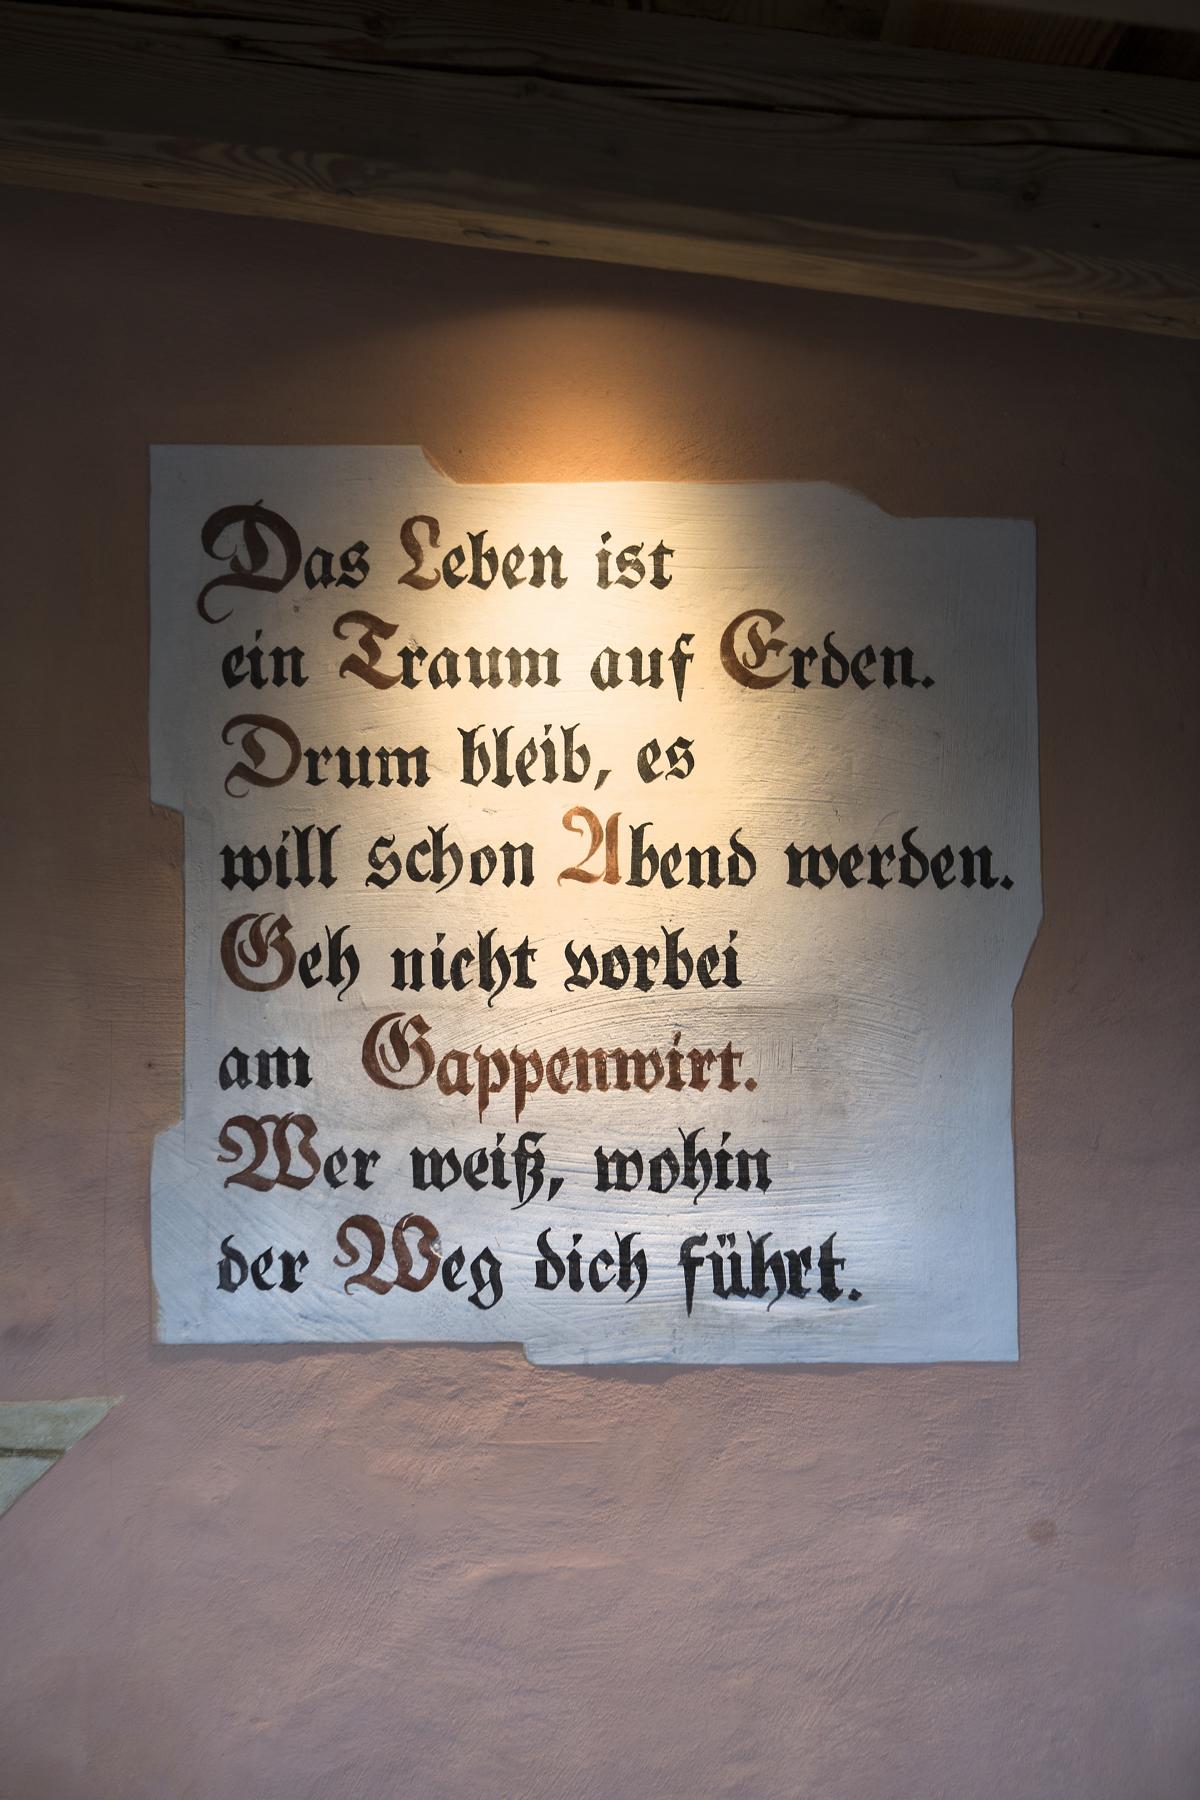 Das Leben ist
ein Traum auf Erden.
Drum bleib, es
will schon Abend werden.
Geh nicht vorbei
am Gappenwirt.
Wer weiß, wohin
der Weg dich führt.